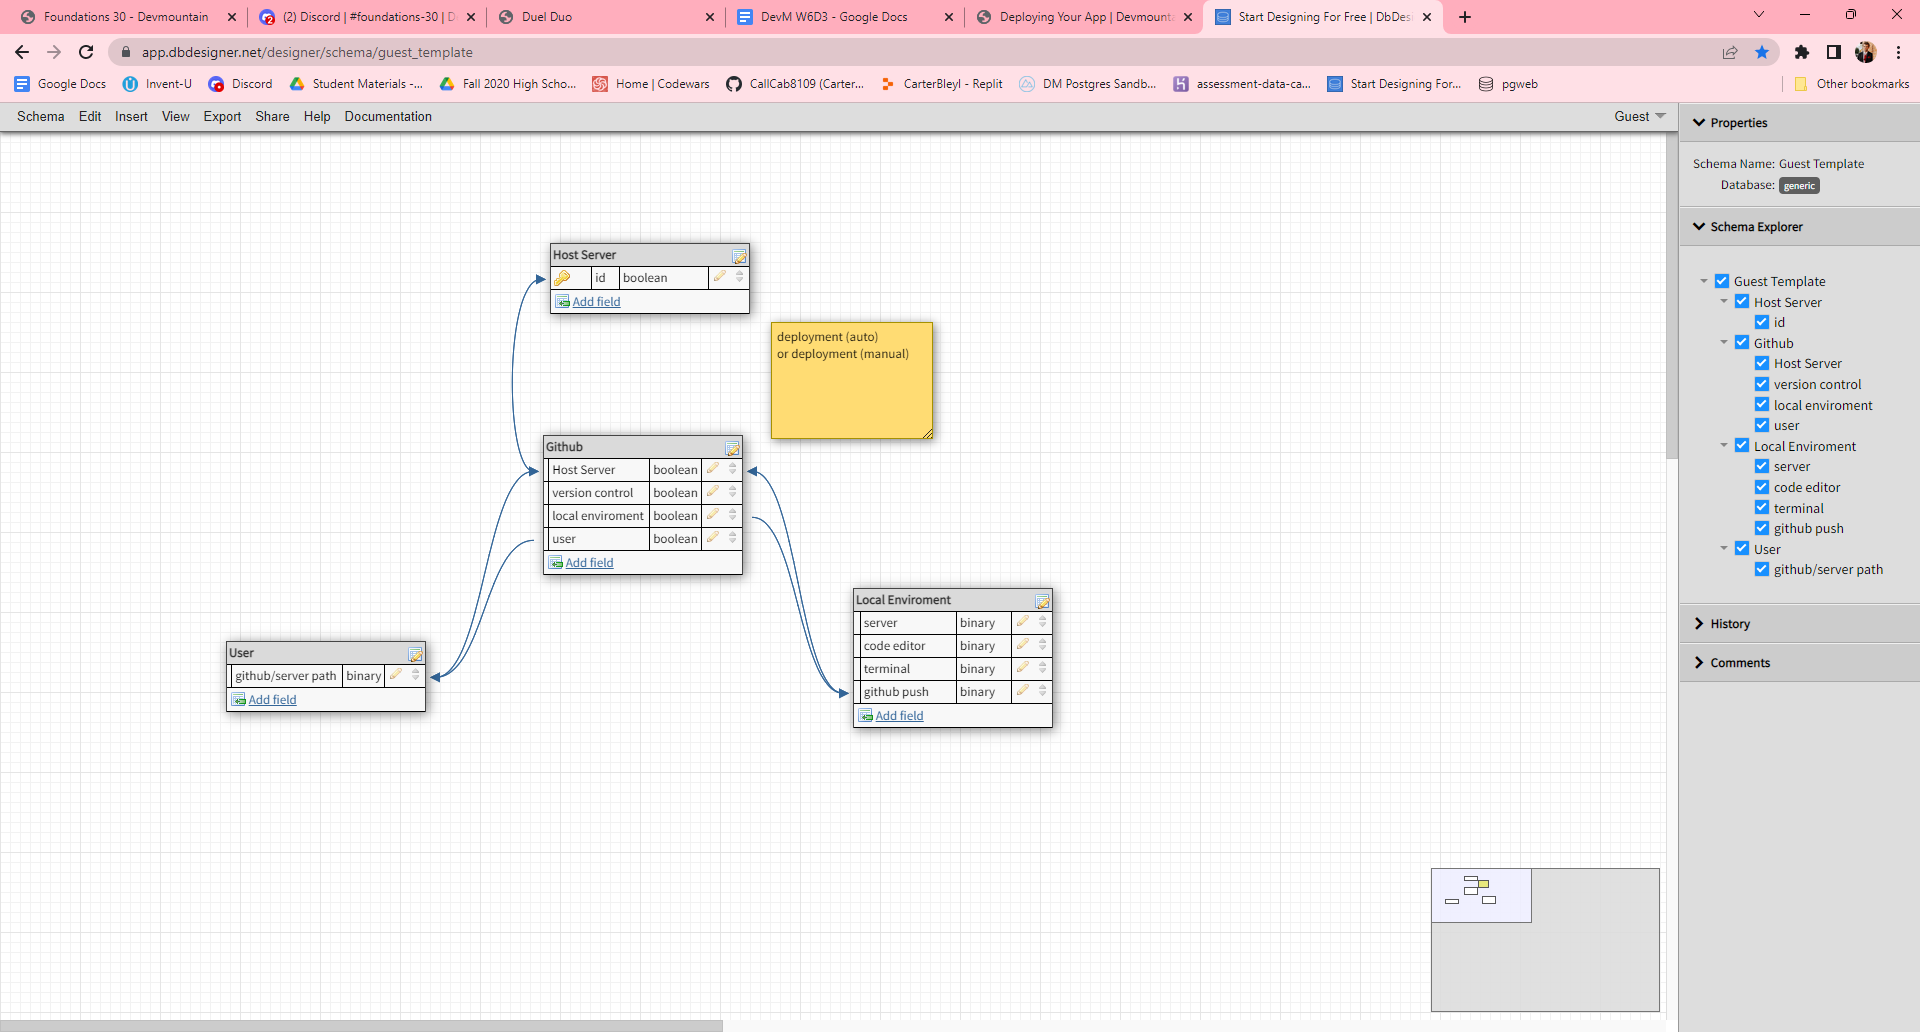 Foundations 30 - Devmountain
(2) Discord | #foundations-30 | D
Duel Duo
DevM W6D3 - Google Docs
Deploying Your App | Devmounta
Start Designing For Free | DbDes
app.dbdesigner.net/designer/schema/guest_template
Google Docs
Invent-U
Discord
Student Materials -...
Fall 2020 High Scho...
Home | Codewars
CallCab8109 (Carter...
CarterBleyl - Replit
DM Postgres Sandb...
assessment-data-ca...
Start Designing For...
pgweb
Other bookmarks
Schema Edit Insert View Export Share Help Documentation
Guest
Host Server
id boolean
Add field
deployment (auto)
or deployment (manual)
Github
Host Server boolean
version control boolean
local enviroment boolean
user boolean
Add field
Local Enviroment
server binary
code editor binary
terminal binary
github push binary
Add field
User
github/server path binary
Add field
Properties
Schema Name: Guest Template
Database: generic
Schema Explorer
Guest Template
Host Server
id
Github
Host Server
version control
local enviroment
user
Local Enviroment
server
code editor
terminal
github push
User
github/server path
History
Comments